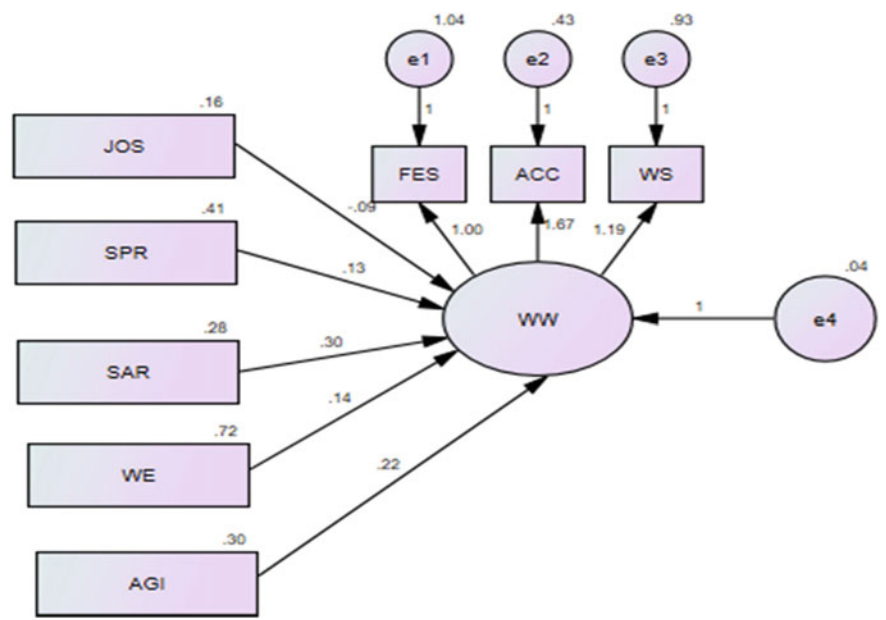 1.04
.43
.93
e1
e2
e3
.16
1
1
1
JOS
FES
ACC
WS
.41
-.09
1.00
1.67
1.19
SPR
.13
.04
.28
WW
1
e4
SAR
.30
.72
.14
WE
.22
.30
AGI